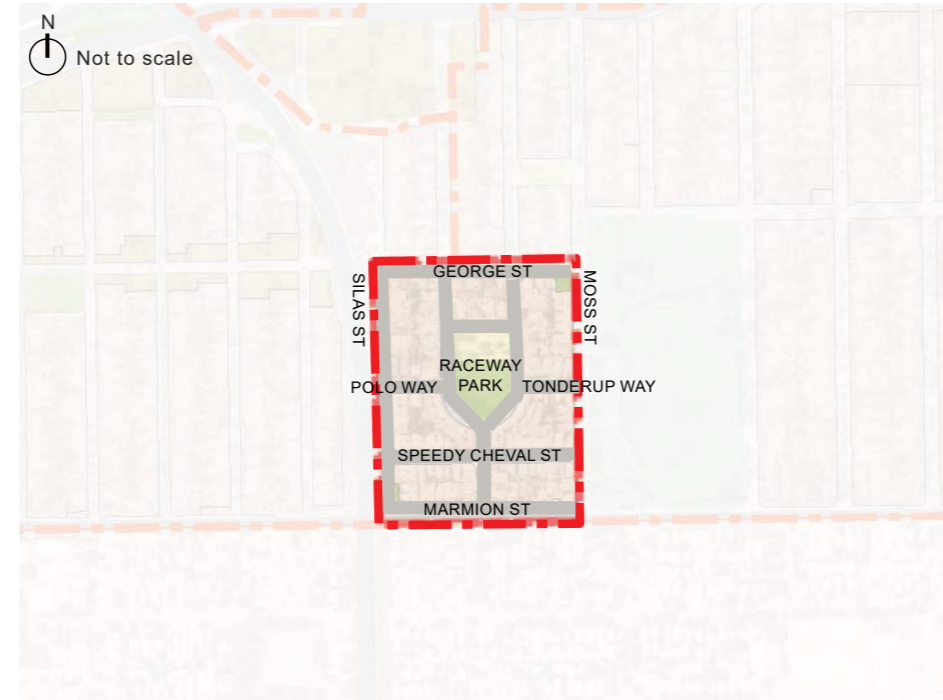 N
Not to scale
GEORGE ST
SILAS ST
MOSS ST
RACEWAY
PARK
POLO WAY
TONDERUP WAY
SPEEDY CHEVAL ST
MARMION ST